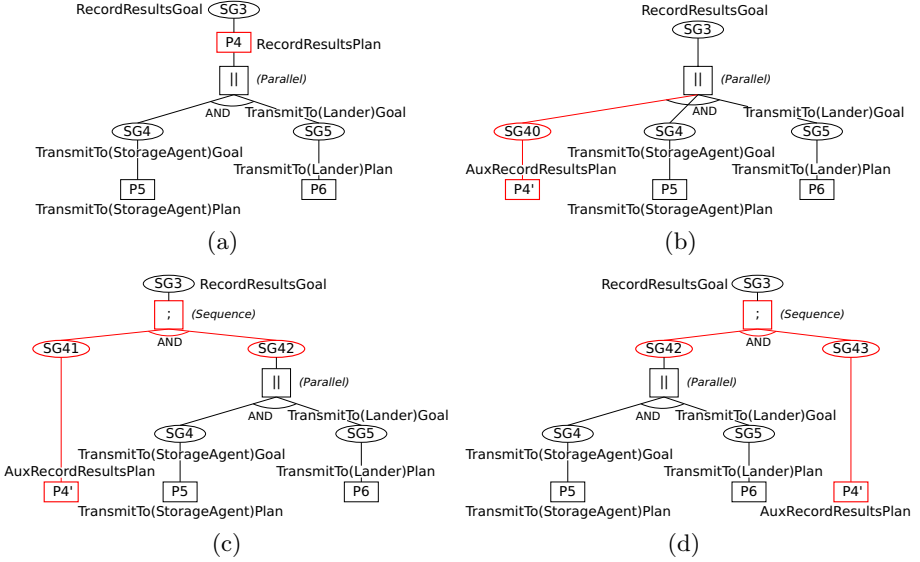 RecordResultsGoal SG3
P4 RecordResultsPlan
|| (Parallel)
AND TransmitTo(Lander)Goal
SG4 SG5
TransmitTo(StorageAgent)Goal
TransmitTo(Lander)Plan
P5 P6
TransmitTo(StorageAgent)Plan
(a)
RecordResultsGoal
SG3
|| (Parallel)
AND TransmitTo(Lander)Goal
SG40 SG4 SG5
TransmitTo(StorageAgent)Goal
AuxRecordResultsPlan TransmitTo(Lander)Plan
P4' P5 P6
TransmitTo(StorageAgent)Plan
(b)
SG3 RecordResultsGoal
; (Sequence)
AND
SG41 SG42
|| (Parallel)
AND TransmitTo(Lander)Goal
SG4 SG5
TransmitTo(StorageAgent)Goal
AuxRecordResultsPlan TransmitTo(Lander)Plan
P4' P5 P6
TransmitTo(StorageAgent)Plan
(c)
RecordResultsGoal SG3
; (Sequence)
AND
SG42 SG43
|| (Parallel)
AND TransmitTo(Lander)Goal
SG4 SG5
TransmitTo(StorageAgent)Goal
TransmitTo(Lander)Plan
P5 P6 P4'
TransmitTo(StorageAgent)Plan AuxRecordResultsPlan
(d)